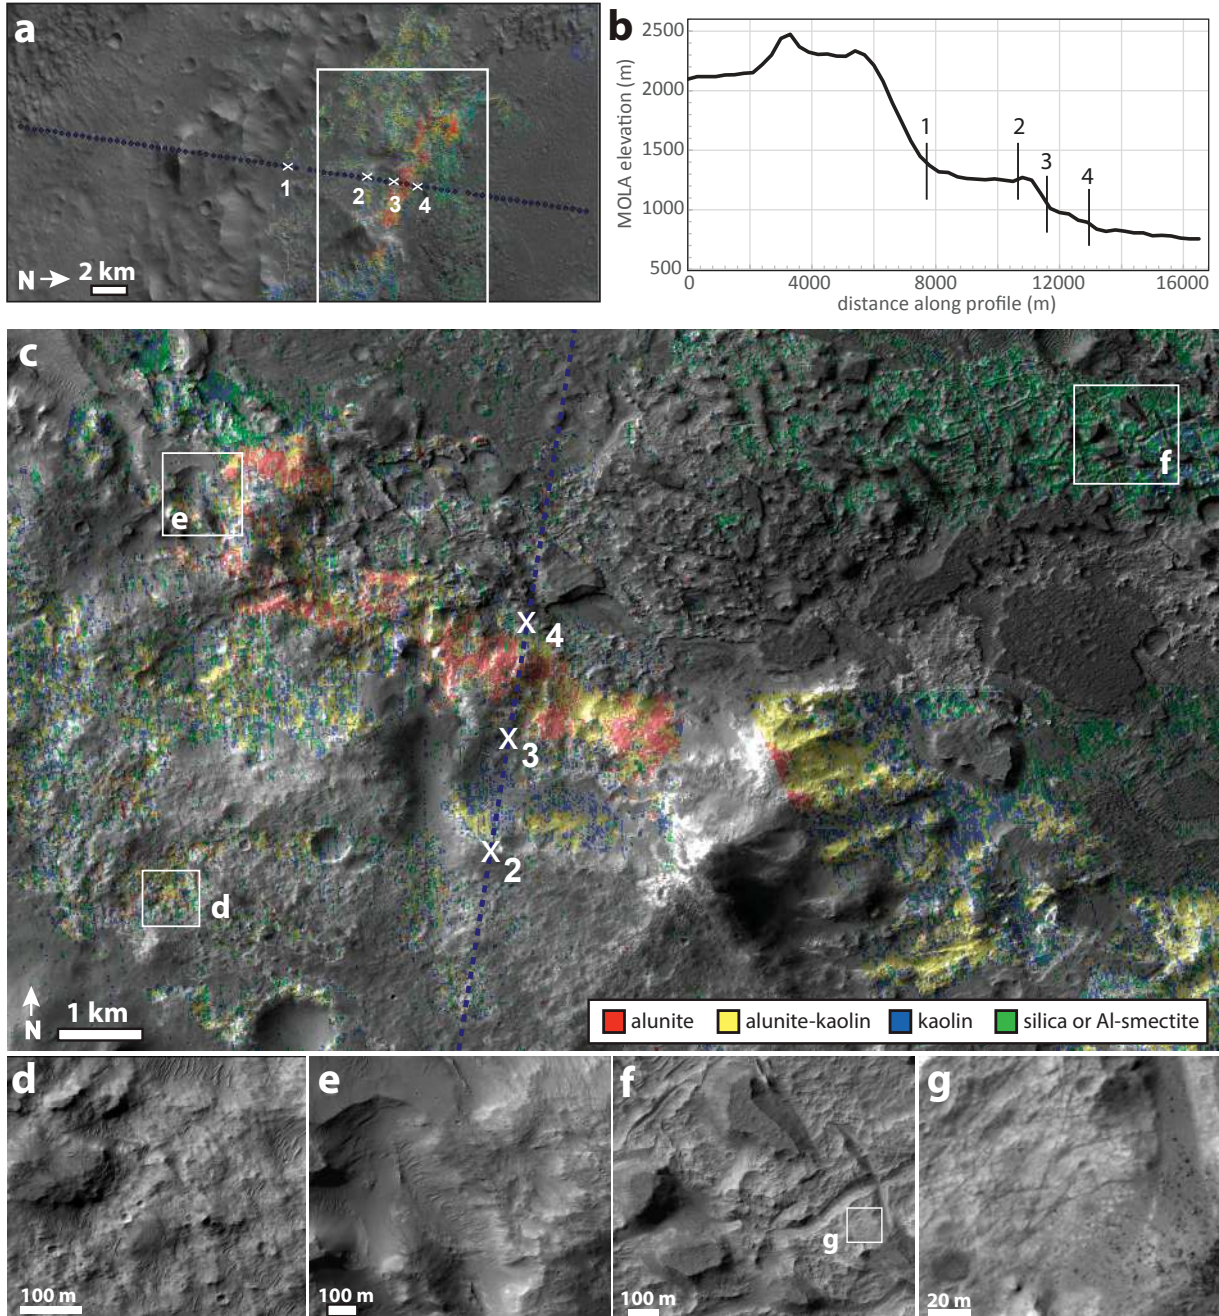 a
1
2
3
4
N
2 km
b
MOLA elevation (m)
2500
2000
1500
1000
500
1
2
3
4
0
4000
8000
12000
16000
distance along profile (m)
c
e
f
4
3
2
d
N
1 km
alunite
alunite-kaolin
kaolin
silica or Al-smectite
d
100 m
e
100 m
f
g
100 m
g
20 m